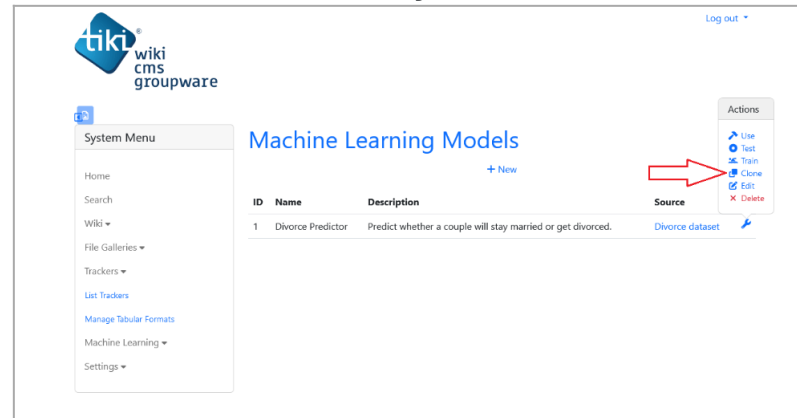 Log out
tiki
wiki
cms
groupware
Actions
Use
Test
Train
Clone
Edit
Delete
System Menu
Home
Search
Wiki
File Galleries
Trackers
List Trackers
Manage Tabular Formats
Machine Learning
Settings
Machine Learning Models
+ New
ID Name Description Source
1 Divorce Predictor Predict whether a couple will stay married or get divorced. Divorce dataset